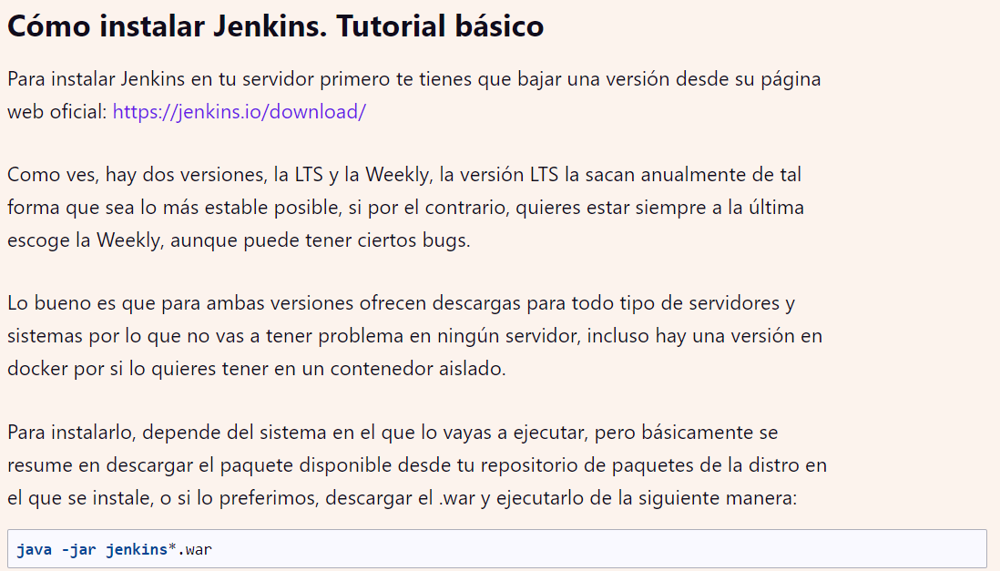 Cómo instalar Jenkins. Tutorial básico
Para instalar Jenkins en tu servidor primero te tienes que bajar una versión desde su página
web oficial: https://jenkins.io/download/
Como ves, hay dos versiones, la LTS y la Weekly, la versión LTS la sacan anualmente de tal
forma que sea lo más estable posible, si por el contrario, quieres estar siempre a la última
escoge la Weekly, aunque puede tener ciertos bugs.
Lo bueno es que para ambas versiones ofrecen descargas para todo tipo de servidores y
sistemas por lo que no vas a tener problema en ningún servidor, incluso hay una versión en
docker por si lo quieres tener en un contenedor aislado.
Para instalarlo, depende del sistema en el que lo vayas a ejecutar, pero básicamente se
resume en descargar el paquete disponible desde tu repositorio de paquetes de la distro en
el que se instale, o si lo preferimos, descargar el .war y ejecutarlo de la siguiente manera:
java -jar jenkins*.war